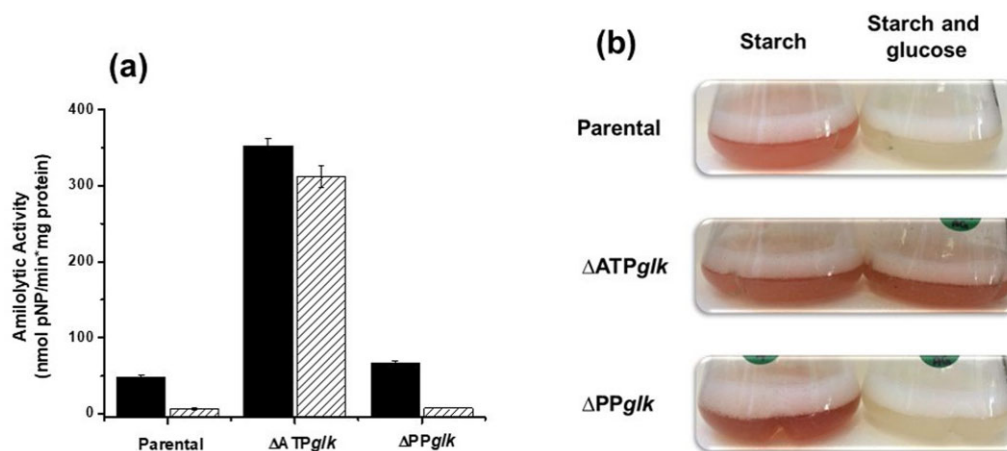 (a)
Amilolytic Activity
(nmol pNP/min*mg protein)
400
300
200
100
0
Parental
ΔATPglk
ΔPPglk
(b)
Starch
Starch and
glucose
Parental
ΔATPglk
ΔPPglk